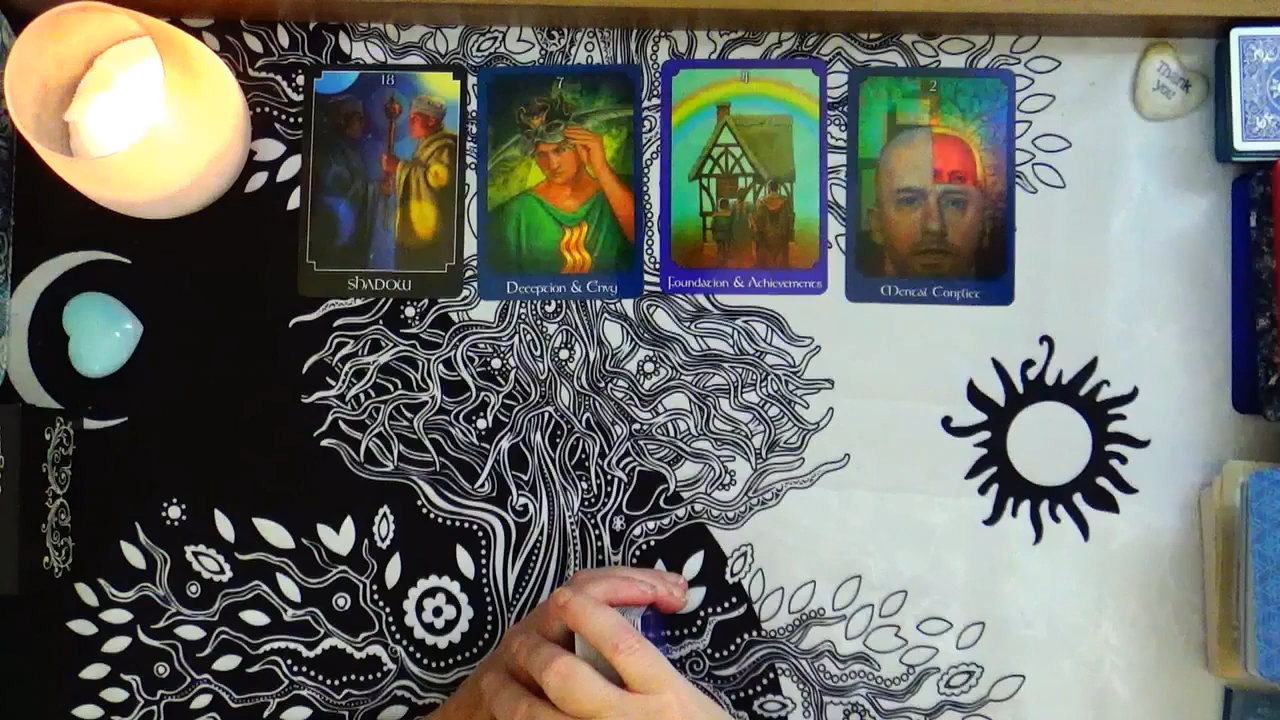 18
SHADOW
7
Deception & Envy
4
Foundation & Achievements
2
Mental Conflict
Thank
you